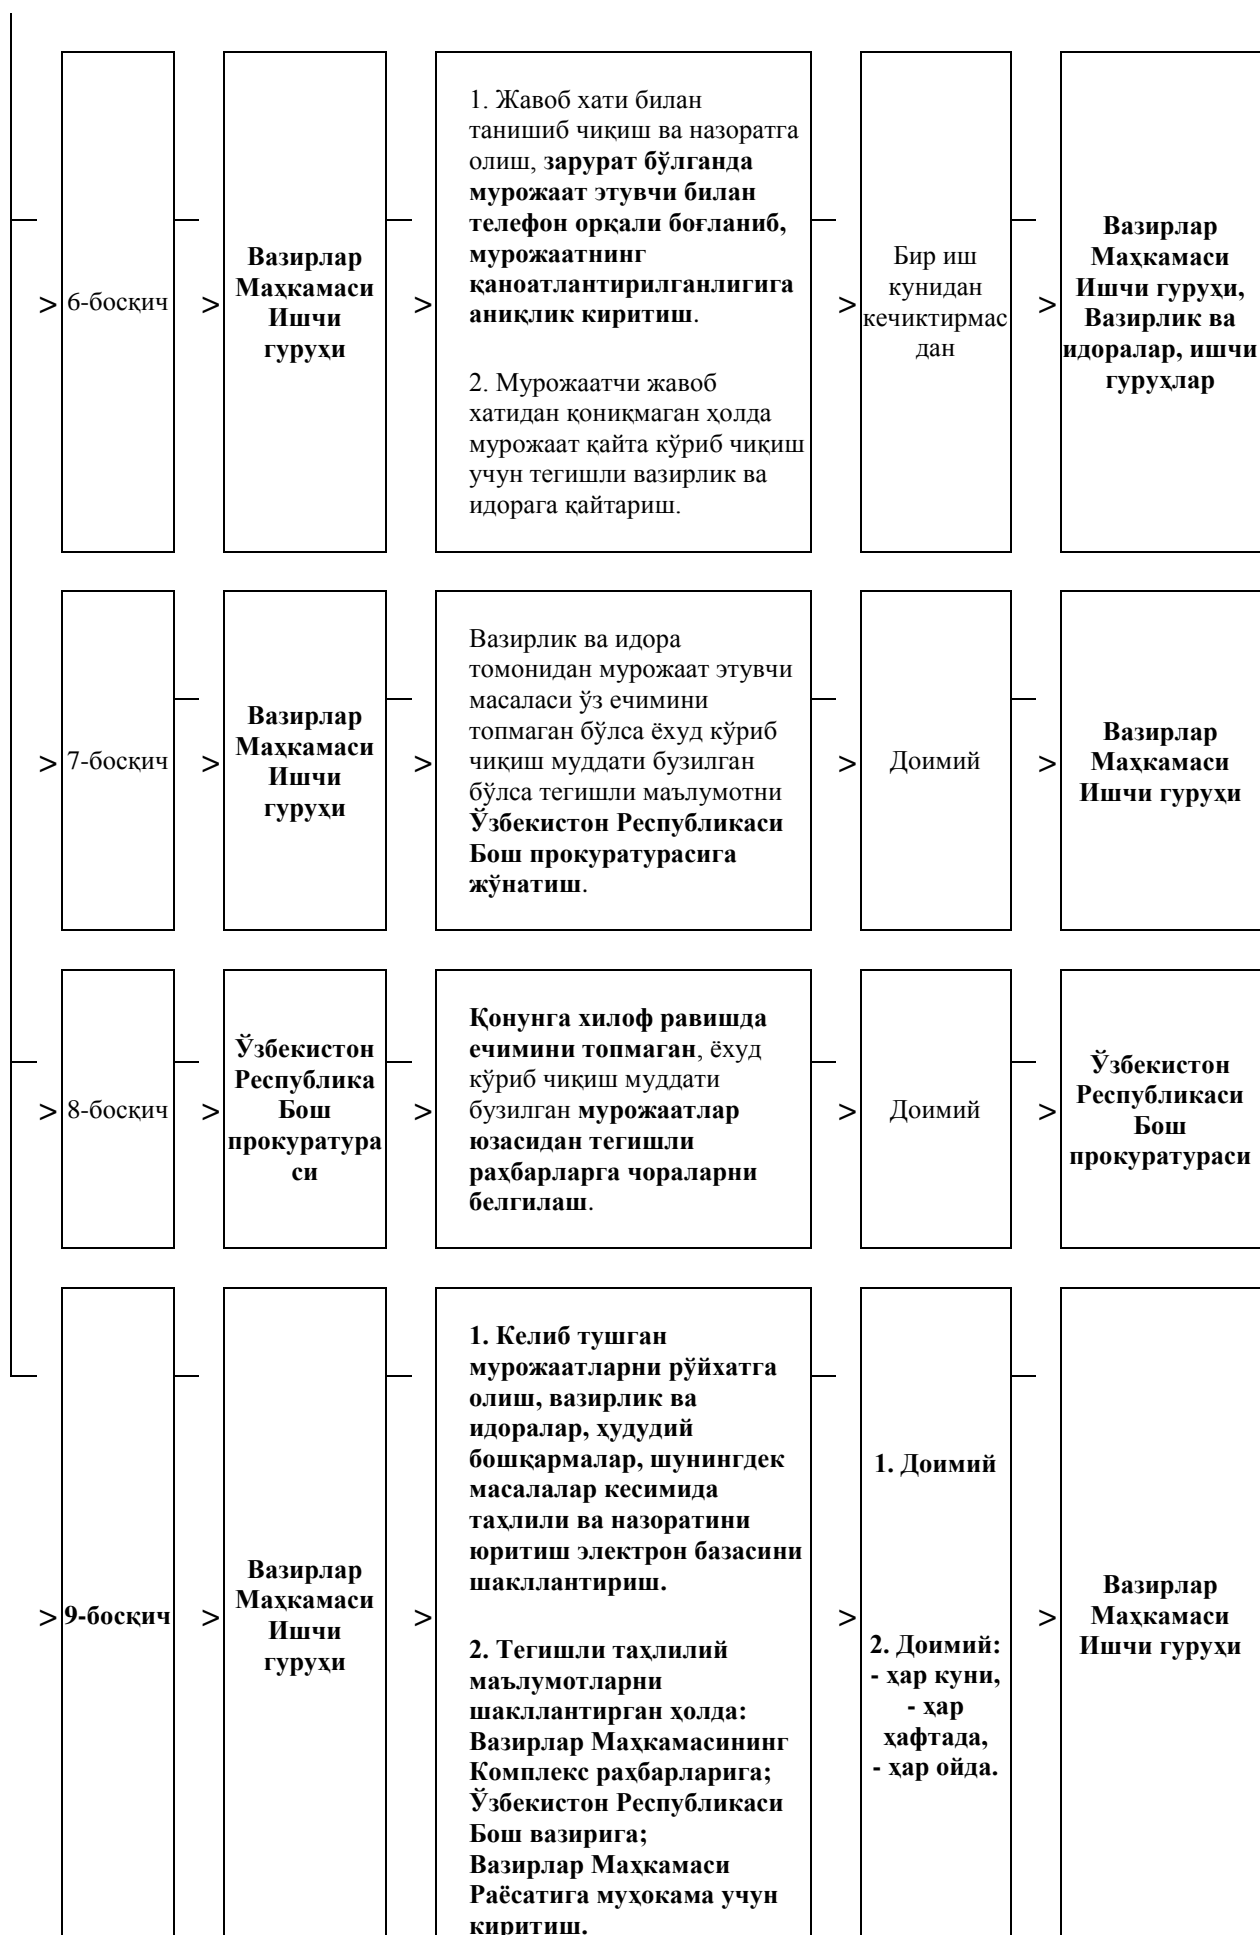 > 6-босқич
> Вазирлар
Маҳкамаси
Ишчи
гуруҳи
> 1. Жавоб хати билан
танишиб чиқиш ва назоратга
олиш, зарурат бўлганда
мурожаат этувчи билан
телефон орқали боғланиб,
мурожаатнинг
қаноатлантирилганлигига
аниқлик киритиш.
2. Мурожаатчи жавоб
хатидан қониқмаган ҳолда
мурожаат қайта кўриб чиқиш
учун тегишли вазирлик ва
идорага қайтариш.
> Бир иш
кунидан
кечиктирмас
дан
> Вазирлар
Маҳкамаси
Ишчи гуруҳи,
Вазирлик ва
идоралар, ишчи
гуруҳлар
> 7-босқич
> Вазирлар
Маҳкамаси
Ишчи
гуруҳи
> Вазирлик ва идора
томонидан мурожаат этувчи
масаласи ўз ечимини
топмаган бўлса ёхуд кўриб
чиқиш муддати бузилган
бўлса тегишли маълумотни
Ўзбекистон Республикаси
Бош прокуратурасига
жўнатиш.
> Доимий
> Вазирлар
Маҳкамаси
Ишчи гуруҳи
> 8-босқич
> Ўзбекистон
Республика
Бош
прокуратура
си
> Қонунга хилоф равишда
ечимини топмаган, ёхуд
кўриб чиқиш муддати
бузилган мурожаатлар
юзасидан тегишли
раҳбарларга чораларни
белгилаш.
> Доимий
> Ўзбекистон
Республикаси
Бош
прокуратураси
> 9-босқич
> Вазирлар
Маҳкамаси
Ишчи
гуруҳи
> 1. Келиб тушган
мурожаатларни рўйхатга
олиш, вазирлик ва
идоралар, ҳудудий
бошқармалар, шунингдек
масалалар кесимида
таҳлили ва назоратини
юритиш электрон базасини
шакллантириш.
2. Тегишли таҳлилий
маълумотларни
шакллантирган ҳолда:
Вазирлар Маҳкамасининг
Комплекс раҳбарларига;
Ўзбекистон Республикаси
Бош вазирига;
Вазирлар Маҳкамаси
Раёсатига муҳокама учун
киритиш.
> 1. Доимий
2. Доимий:
- ҳар куни,
- ҳар
ҳафтада,
- ҳар ойда.
> Вазирлар
Маҳкамаси
Ишчи гуруҳи